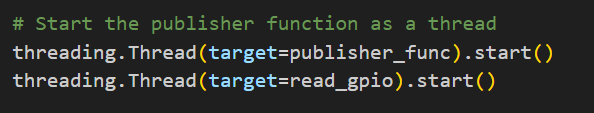 # Start the publisher function as a thread
threading.Thread(target=publisher_func).start()
threading.Thread(target=read_gpio).start()